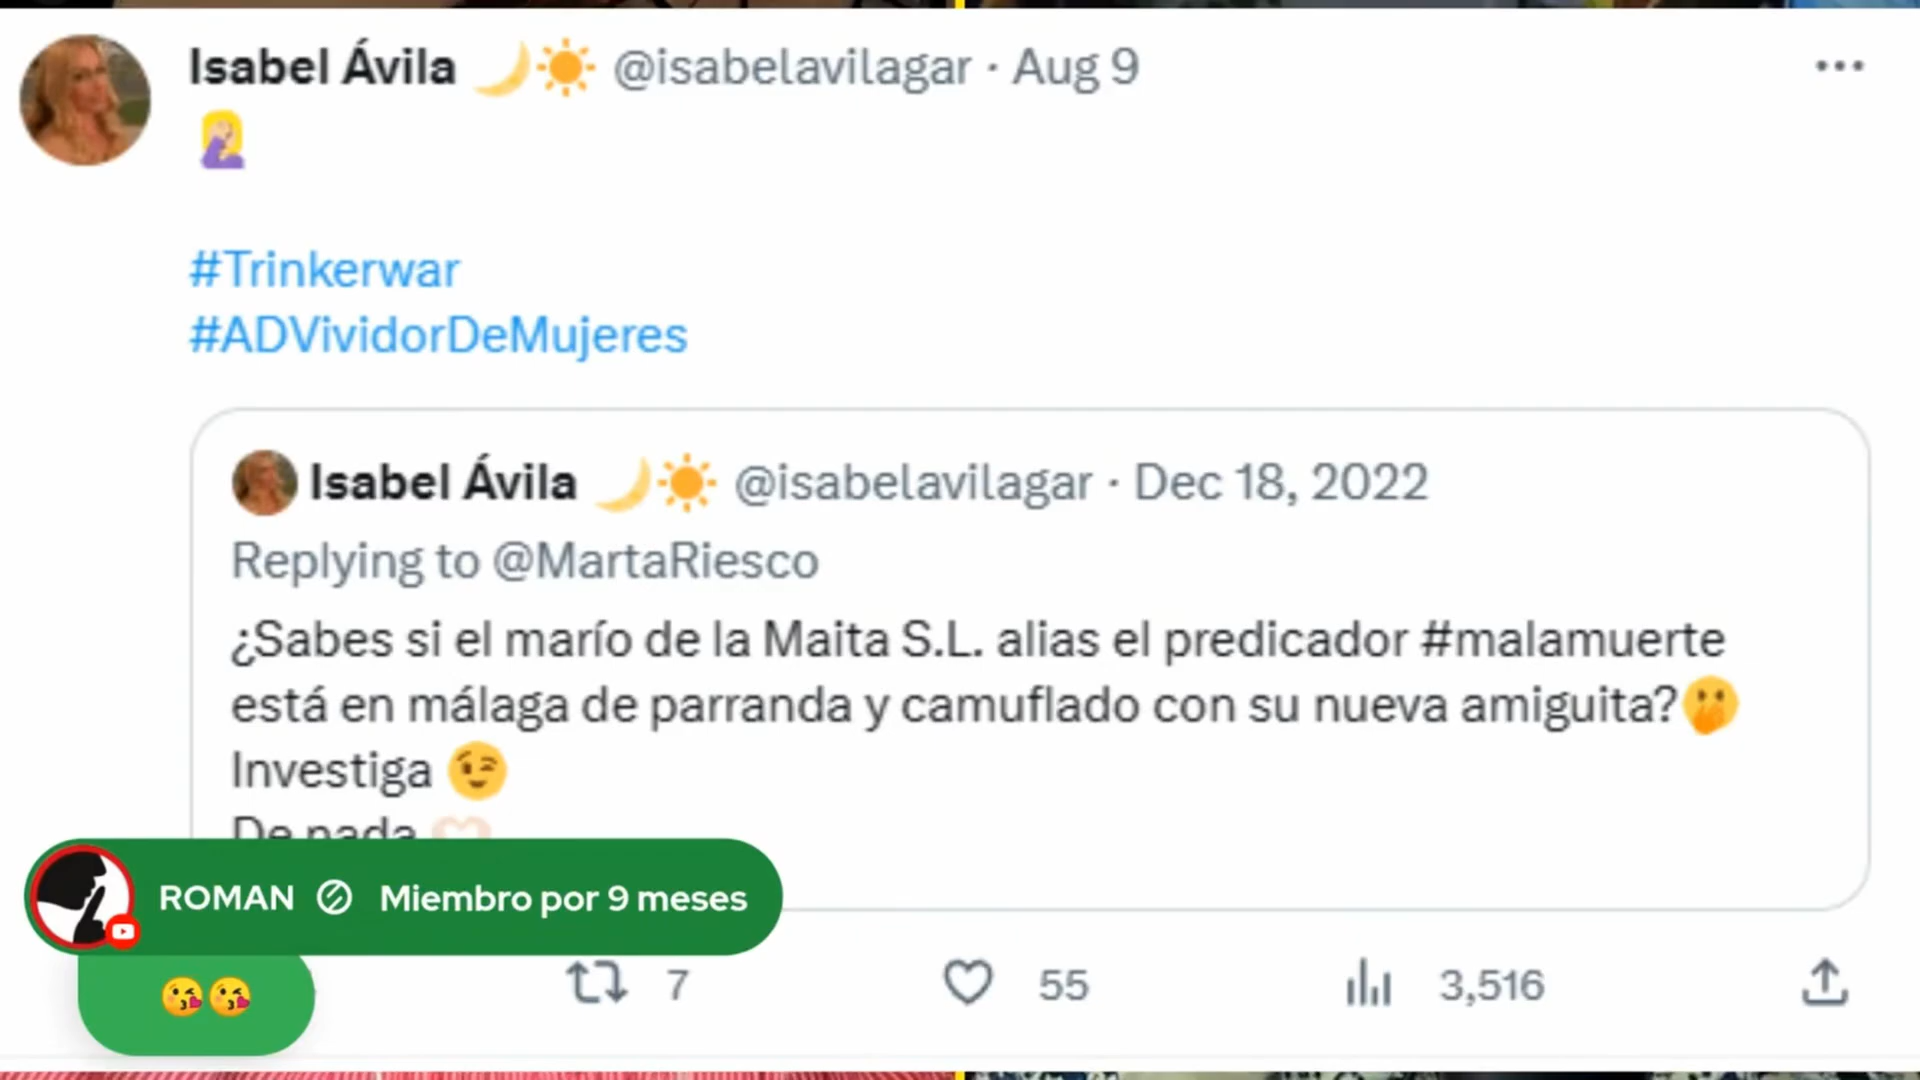 Isabel Ávila 🌙☀️ @isabelavilagar · Aug 9
🤦🏼‍♀️
#Trinkerwar
#ADVividorDeMujeres
Isabel Ávila 🌙☀️ @isabelavilagar · Dec 18, 2022
Replying to @MartaRiesco
¿Sabes si el marío de la Maita S.L. alias el predicador #malamuerte
está en málaga de parranda y camuflado con su nueva amiguita?🫢
Investiga 😉
De nada 🫶🏻
ROMAN Miembro por 9 meses
😘😘
7 55 3,516